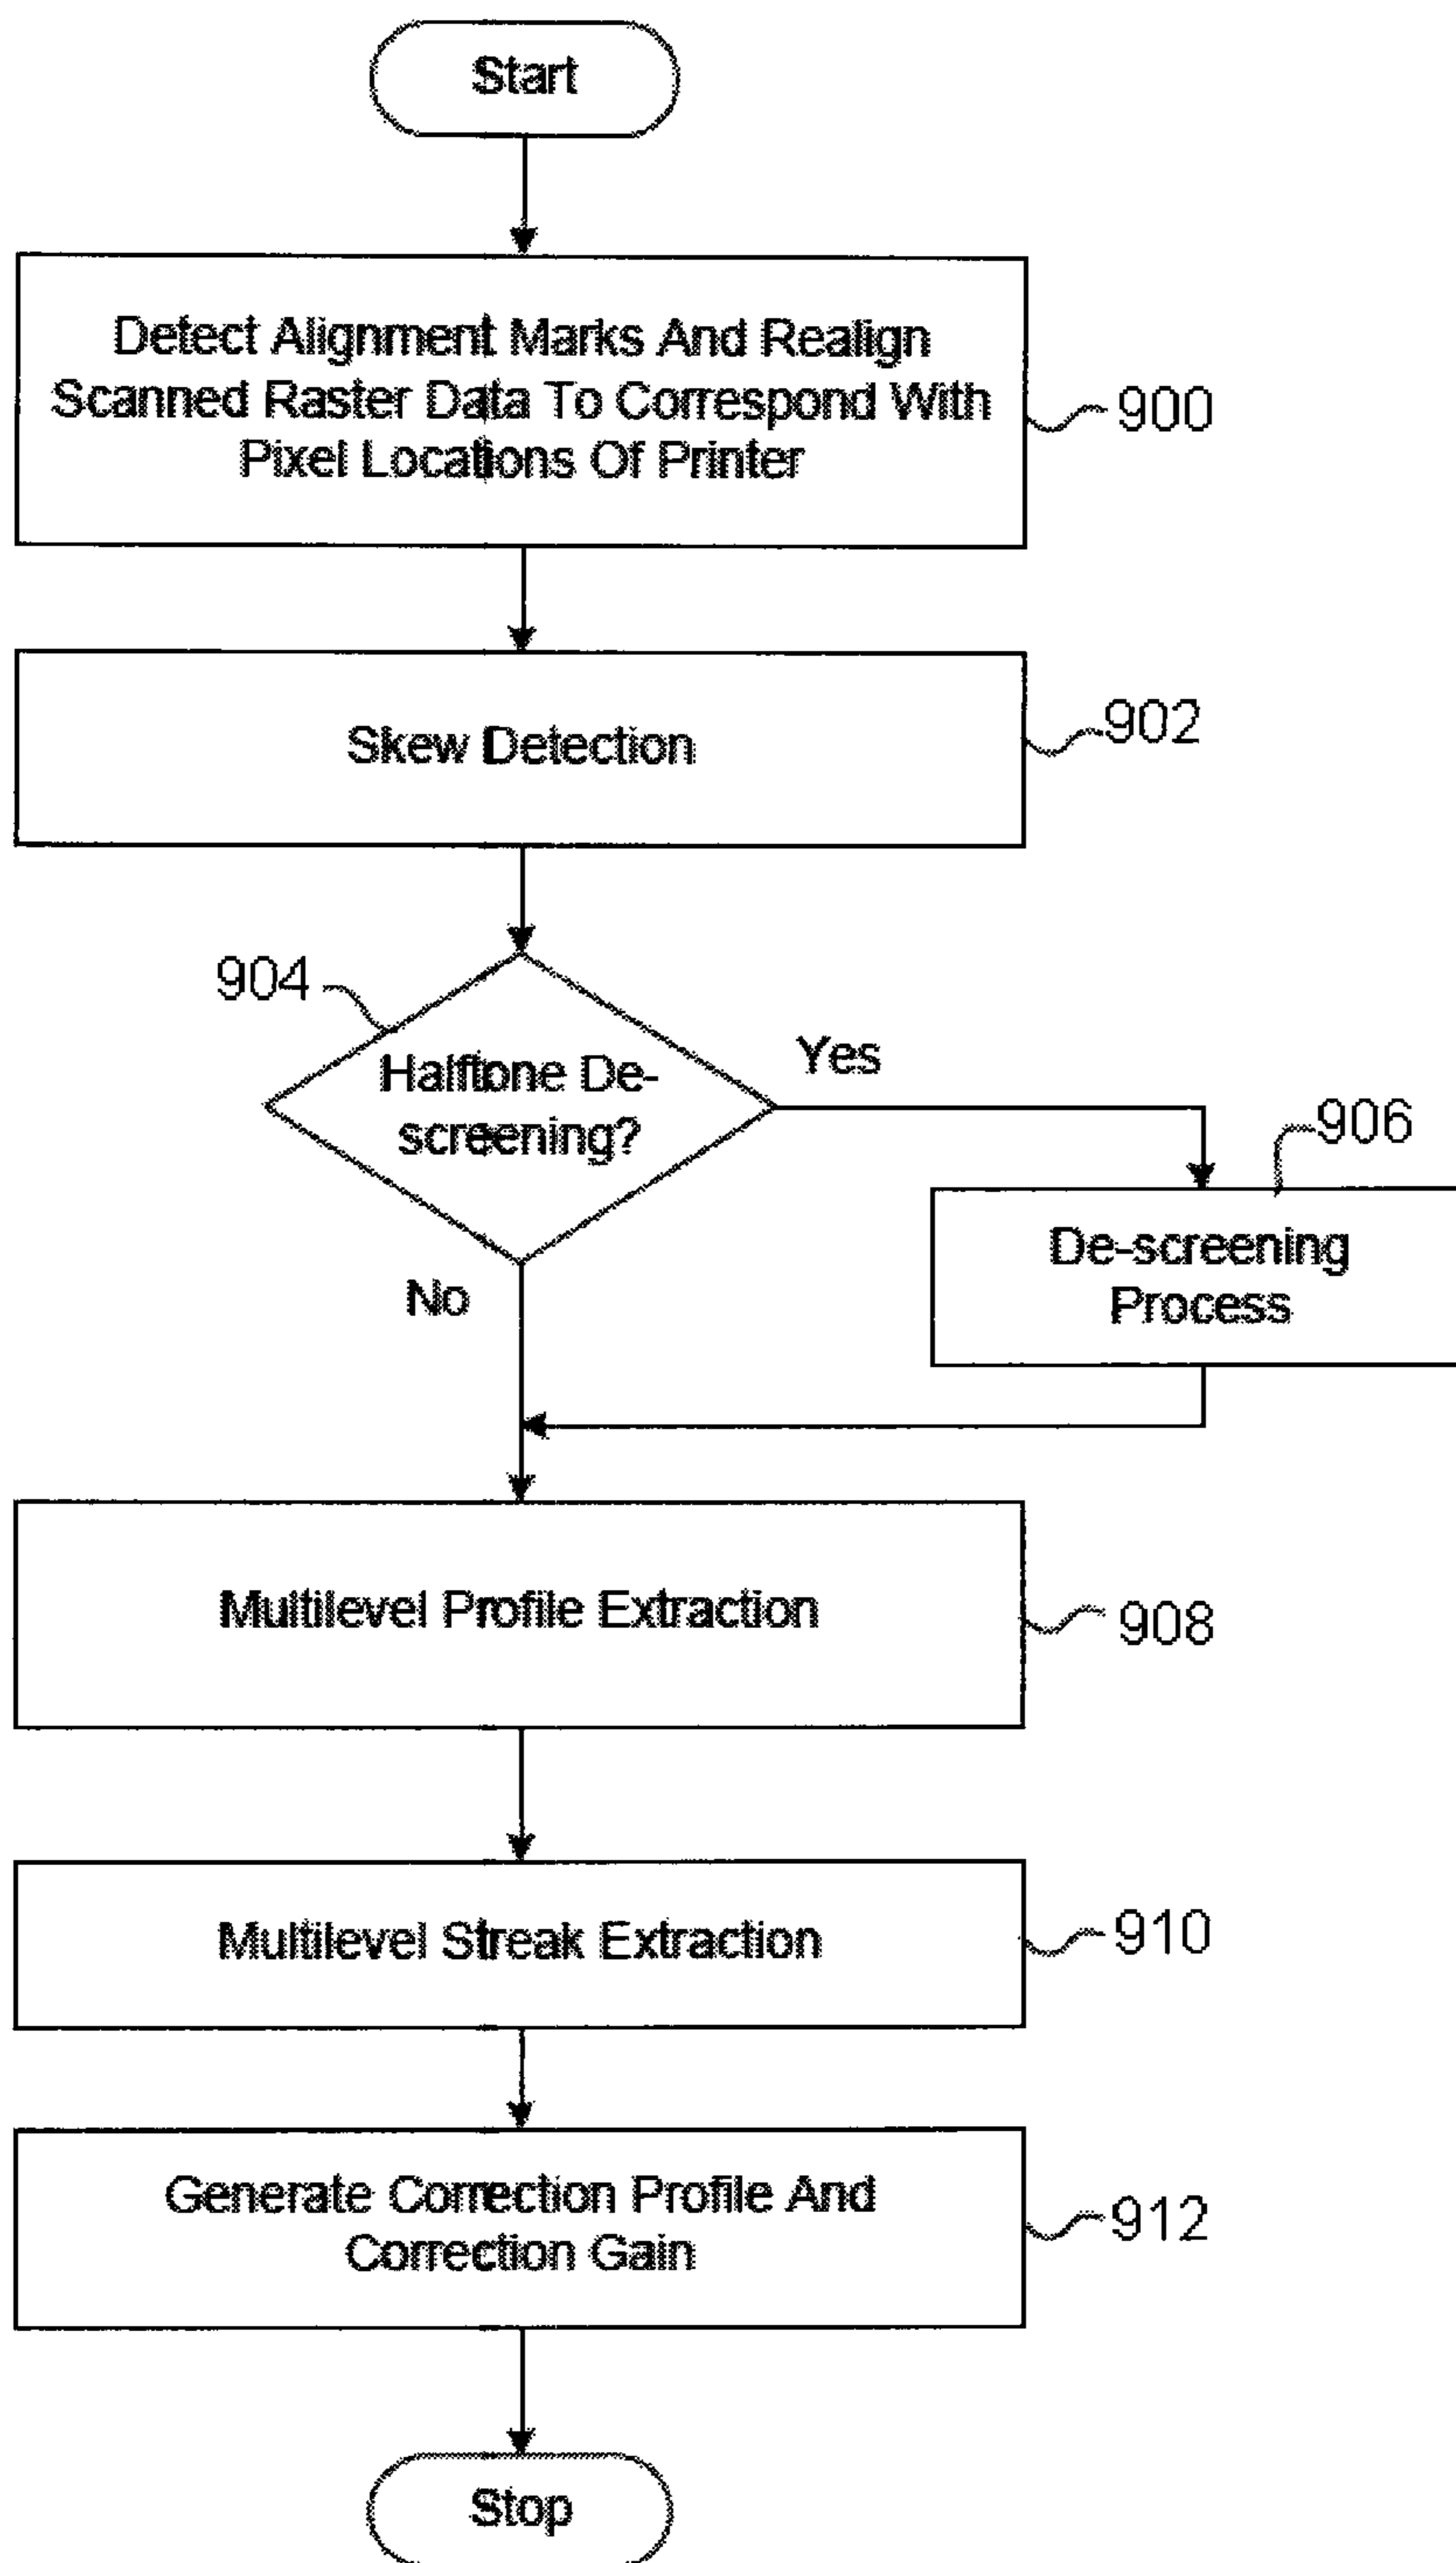 Start
Detect Alignment Marks And Realign
Scanned Raster Data To Correspond With
Pixel Locations Of Printer
900
Skew Detection
902
904
Halftone De-
screening?
Yes
906
De-screening
Process
No
Multilevel Profile Extraction
908
Multilevel Streak Extraction
910
Generate Correction Profile And
Correction Gain
912
Stop